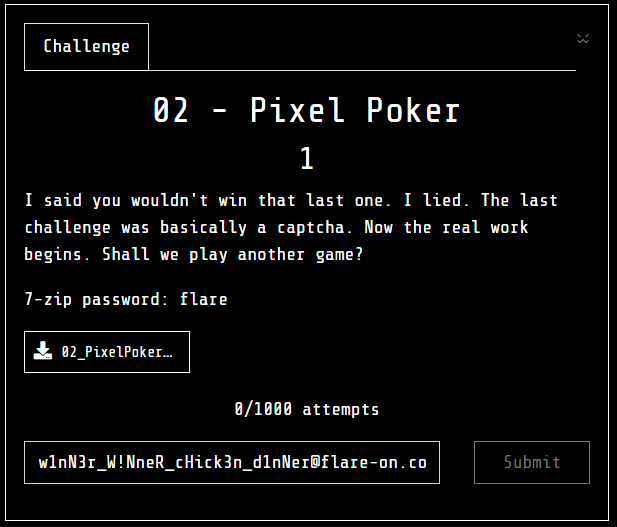 Challenge
02 - Pixel Poker
1
I said you wouldn't win that last one. I lied. The last
challenge was basically a captcha. Now the real work
begins. Shall we play another game?
7-zip password: flare
02_PixelPoker…
0/1000 attempts
w1nN3r_W!NneR_cHick3n_d1nNer@flare-on.co
Submit